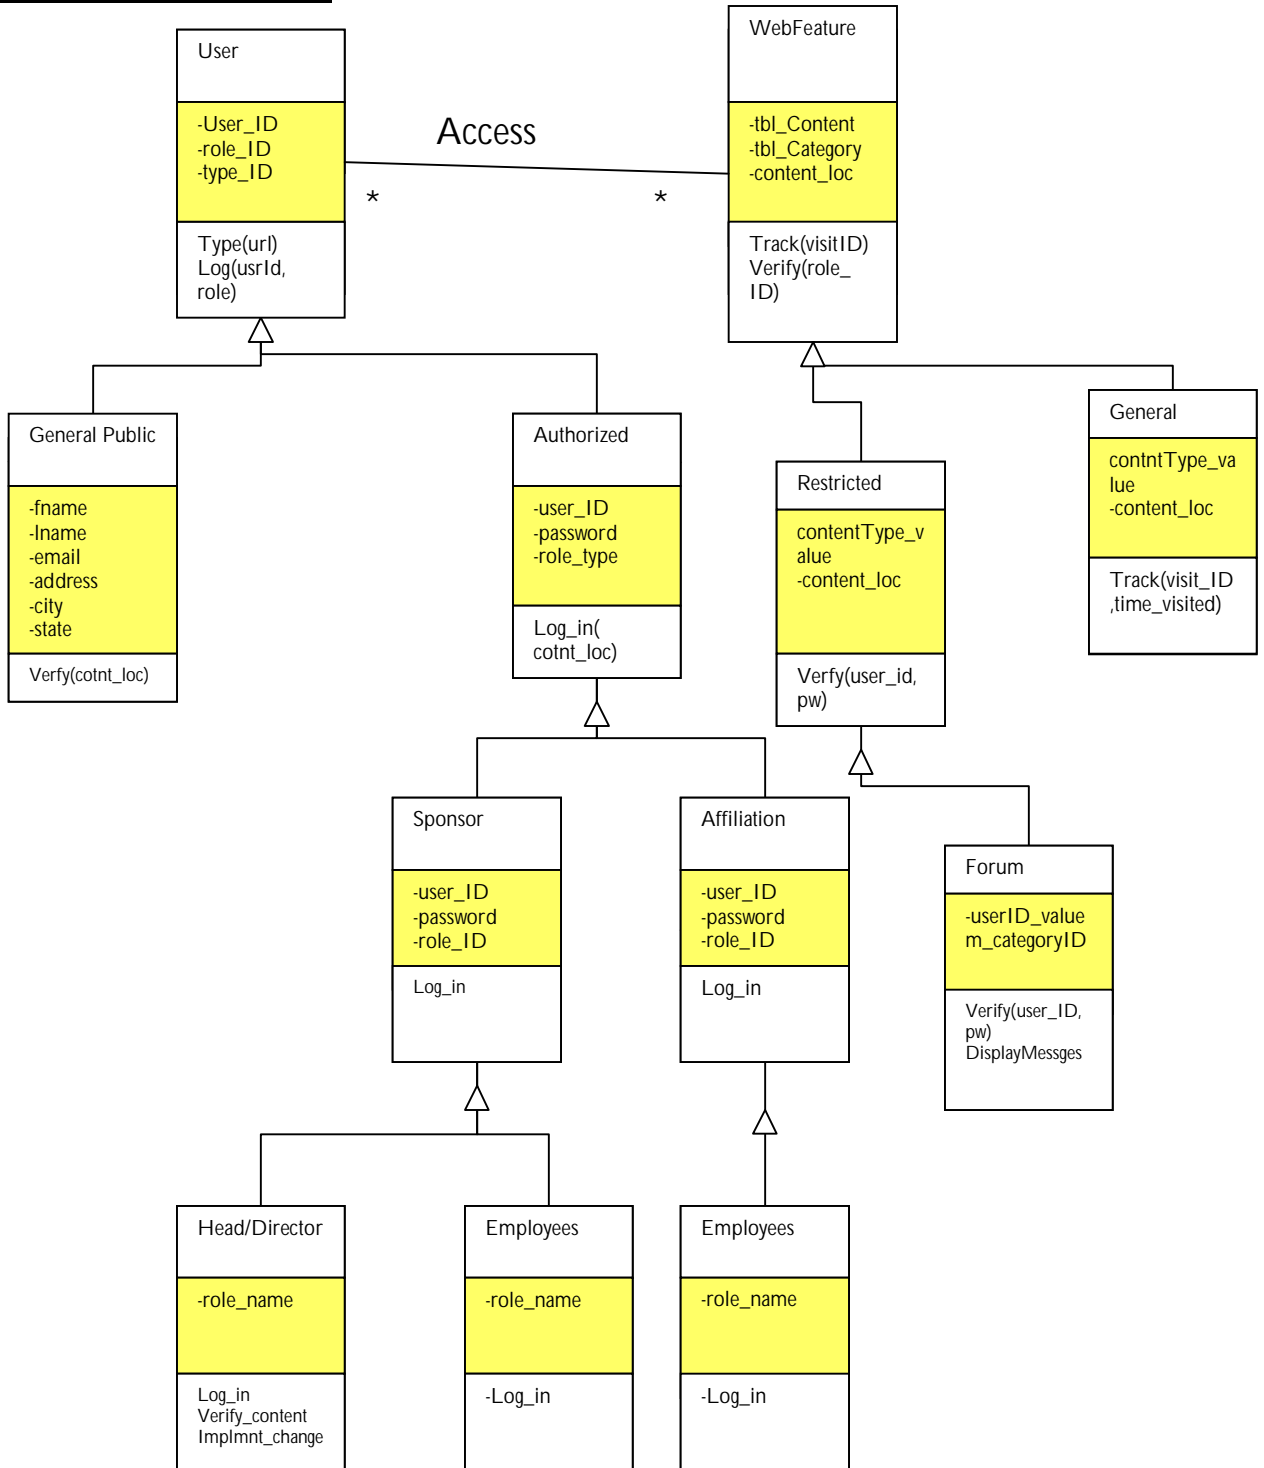 User
-User_ID
-role_ID
-type_ID
Type(url)
Log(usrId,
role)
Access
*
*
WebFeature
-tbl_Content
-tbl_Category
-content_loc
Track(visitID)
Verify(role_
ID)
General Public
-fname
-lname
-email
-address
-city
-state
Verfy(cotnt_loc)
Authorized
-user_ID
-password
-role_type
Log_in(
cotnt_loc)
Restricted
contentType_v
alue
-content_loc
Verfy(user_id,
pw)
General
contntType_va
lue
-content_loc
Track(visit_ID
,time_visited)
Sponsor
-user_ID
-password
-role_ID
Log_in
Affiliation
-user_ID
-password
-role_ID
Log_in
Forum
-userID_value
m_categoryID
Verify(user_ID,
pw)
DisplayMessges
Head/Director
-role_name
Log_in
Verify_content
Implmnt_change
Employees
-role_name
-Log_in
Employees
-role_name
-Log_in